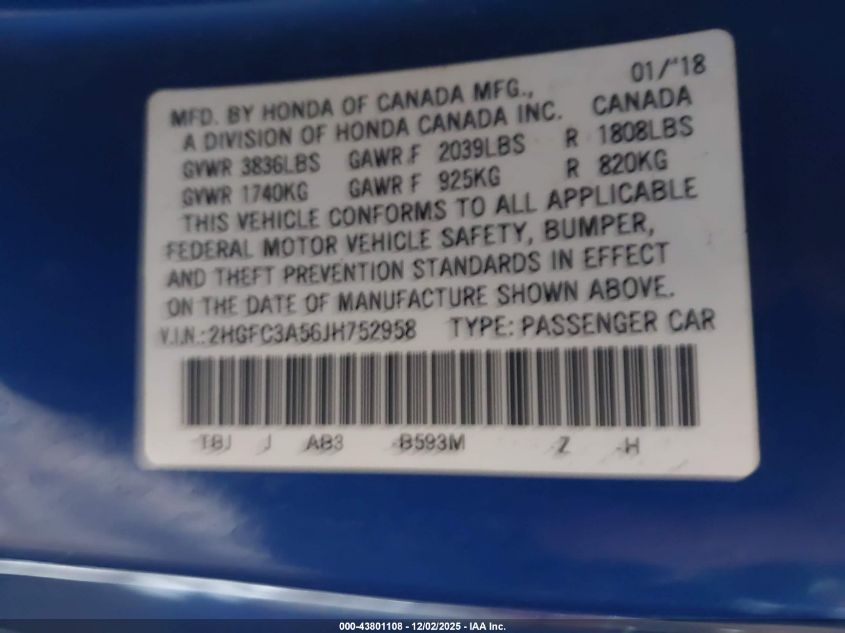 01/"18
MFD. BY HONDA OF CANADA MFG.,
A DIVISION OF HONDA CANADA INC. CANADA
GVWR 3836LBS GAWR F 2039LBS R 1808LBS
GVWR 1740KG GAWR F 925KG R 820KG
THIS VEHICLE CONFORMS TO ALL APPLICABLE
FEDERAL MOTOR VEHICLE SAFETY, BUMPER,
AND THEFT PREVENTION STANDARDS IN EFFECT
ON THE DATE OF MANUFACTURE SHOWN ABOVE.
V.I.N.:2HGFC3A56JH752958 TYPE:PASSENGER CAR
TBJ J AB3 -B593M Z -H
000-43801108 - 12/02/2025 - IAA Inc.